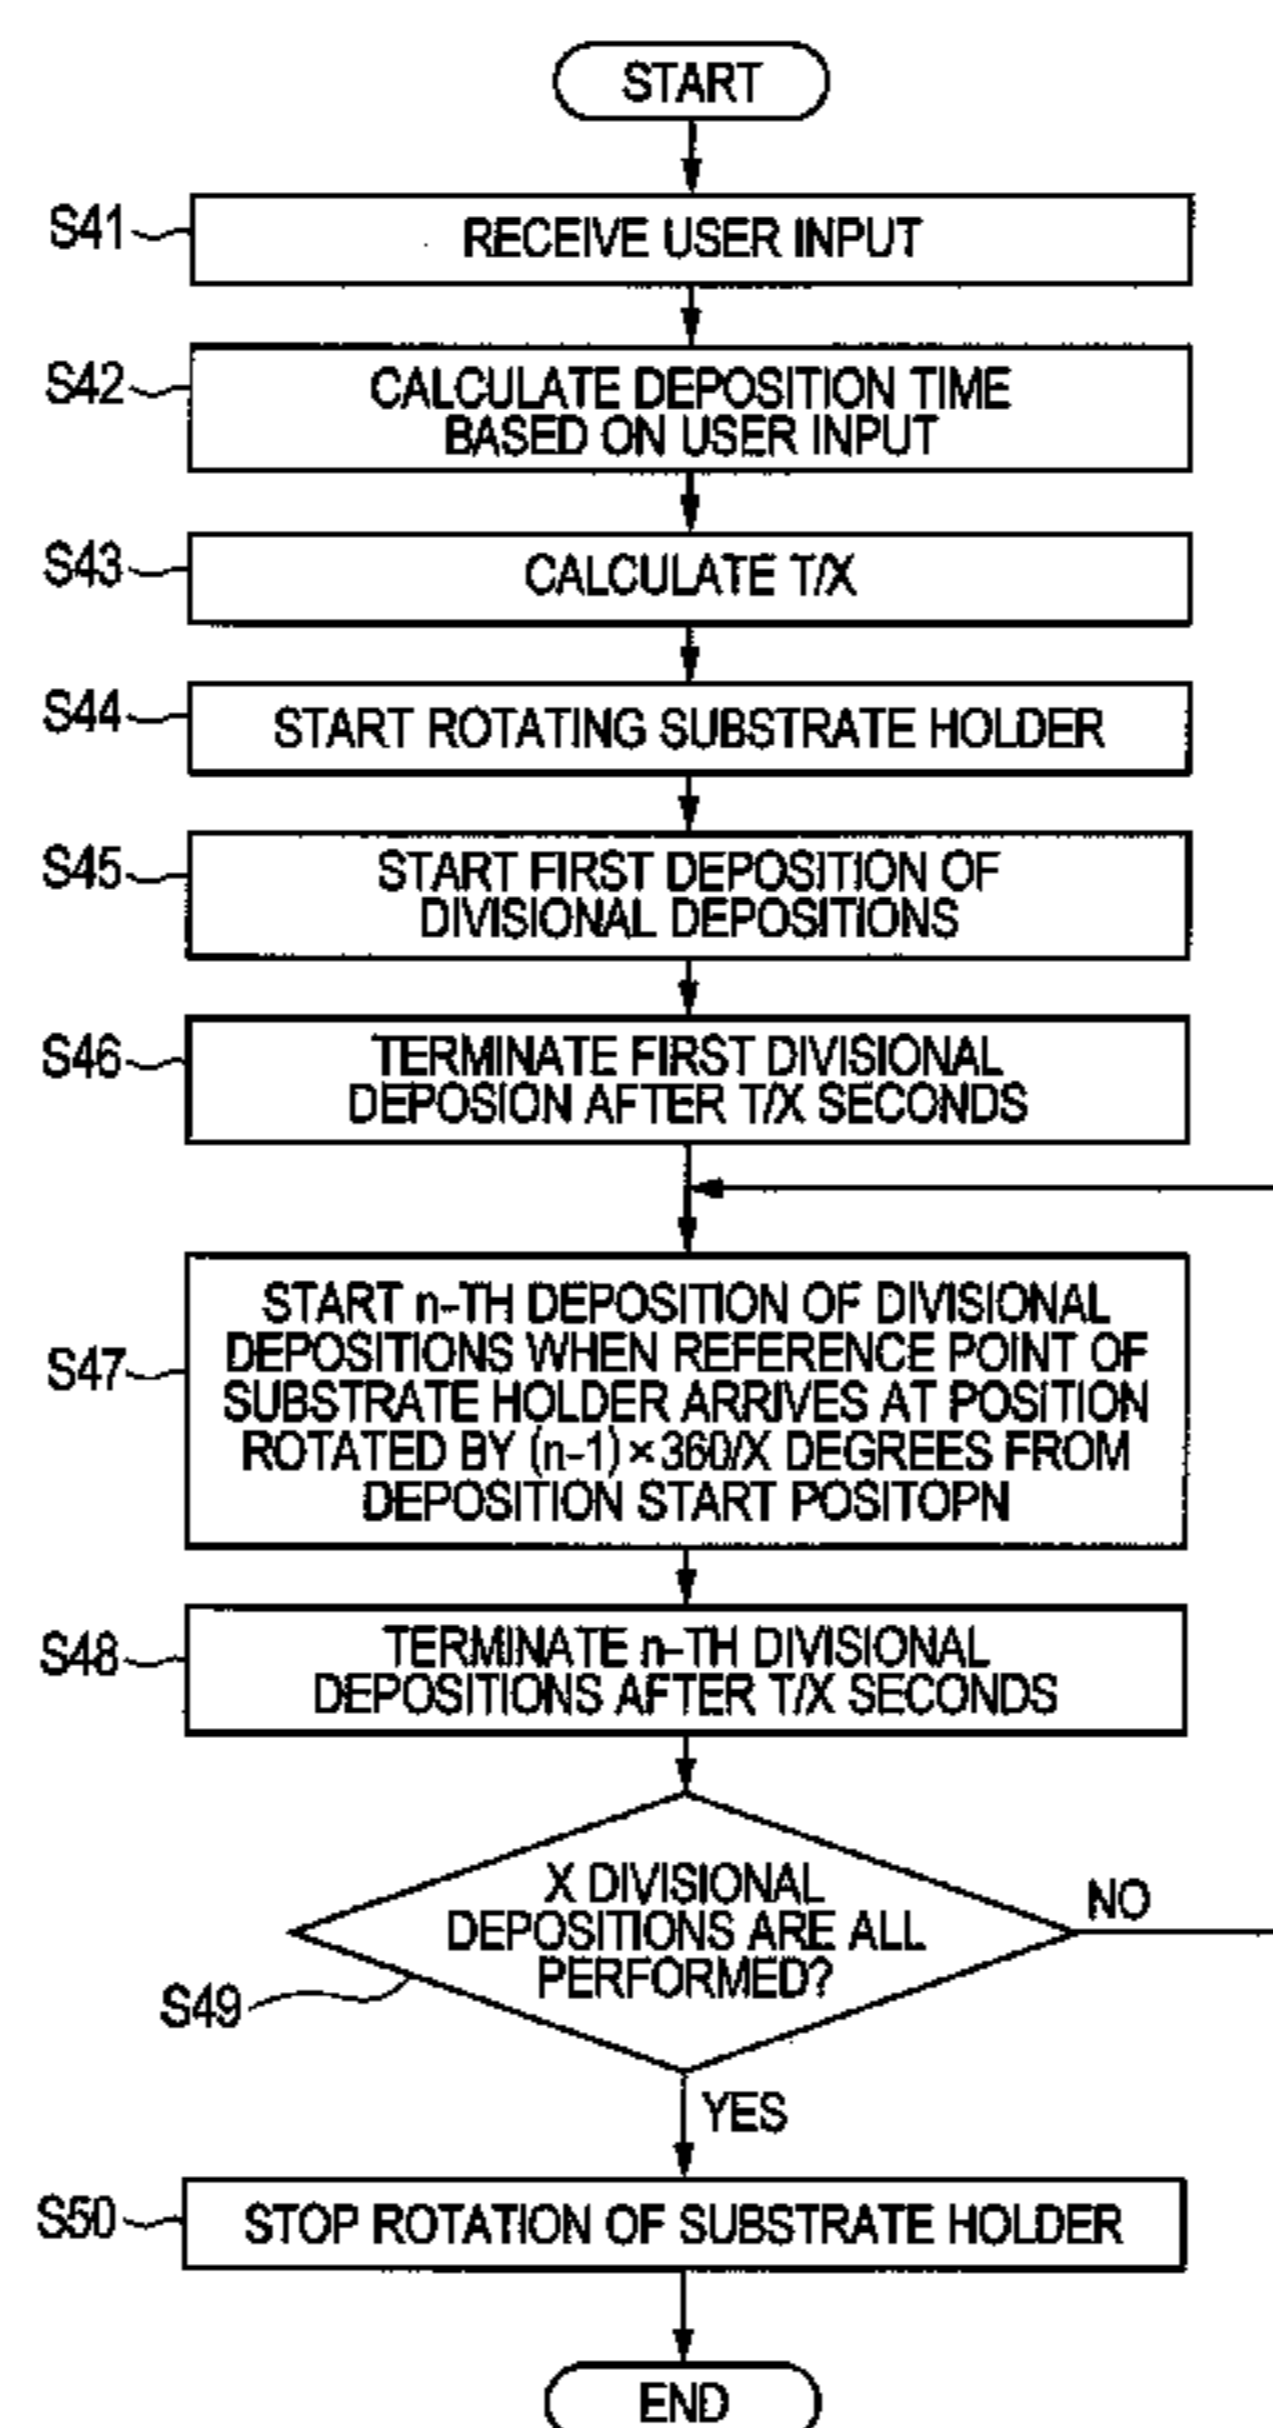 START
S41
RECEIVE USER INPUT
S42
CALCULATE DEPOSITION TIME
BASED ON USER INPUT
S43
CALCULATE T/X
S44
START ROTATING SUBSTRATE HOLDER
S45
START FIRST DEPOSITION OF
DIVISIONAL DEPOSITIONS
S46
TERMINATE FIRST DIVISIONAL
DEPOSION AFTER T/X SECONDS
S47
START n-TH DEPOSITION OF DIVISIONAL
DEPOSITIONS WHEN REFERENCE POINT OF
SUBSTRATE HOLDER ARRIVES AT POSITION
ROTATED BY (n-1)×360/X DEGREES FROM
DEPOSITION START POSITOPN
S48
TERMINATE n-TH DIVISIONAL
DEPOSITIONS AFTER T/X SECONDS
X DIVISIONAL
DEPOSITIONS ARE ALL
PERFORMED?
NO
S49
YES
S50
STOP ROTATION OF SUBSTRATE HOLDER
END